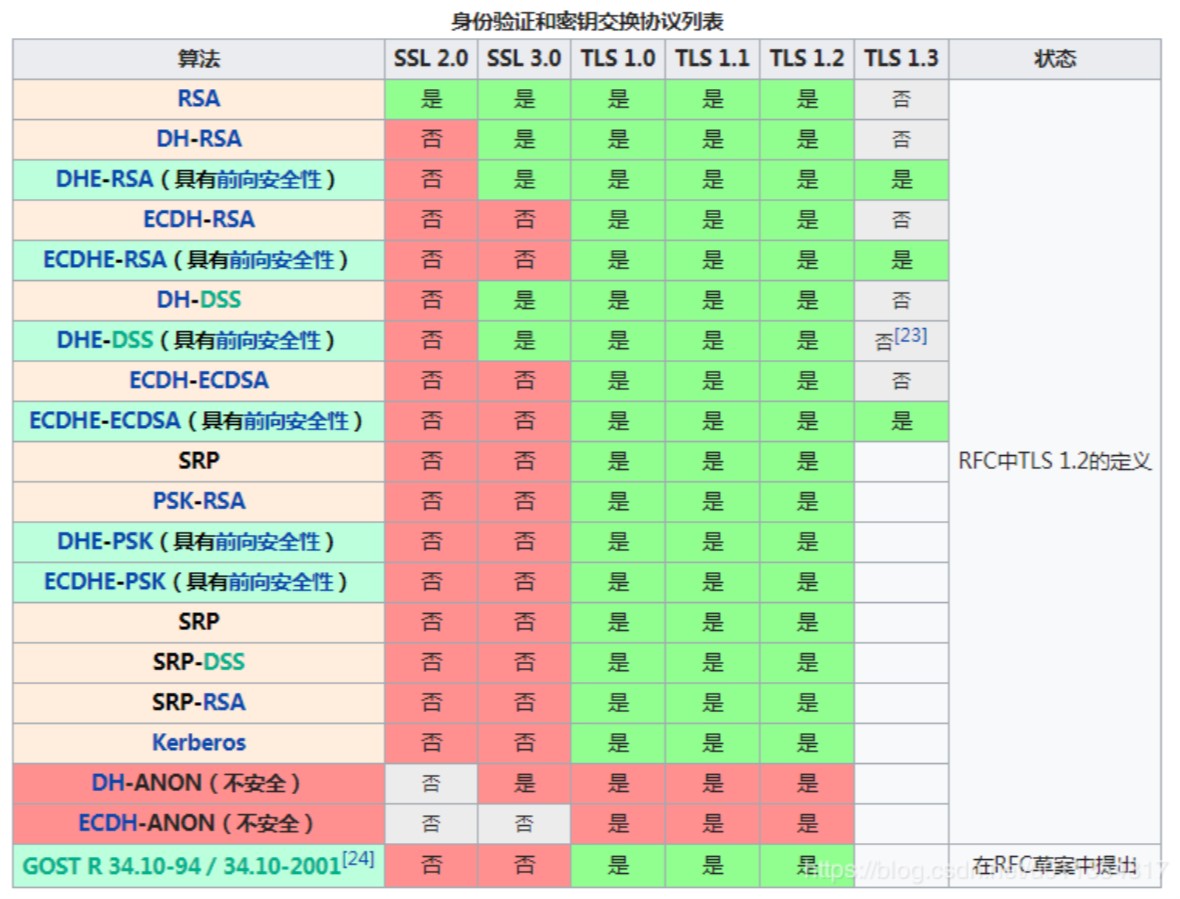 身份验证和密钥交换协议列表
算法 SSL 2.0 SSL 3.0 TLS 1.0 TLS 1.1 TLS 1.2 TLS 1.3 状态
RSA 是 是 是 是 是 否
DH-RSA 否 是 是 是 是 否
DHE-RSA（具有前向安全性） 否 是 是 是 是 是
ECDH-RSA 否 否 是 是 是 否
ECDHE-RSA（具有前向安全性） 否 否 是 是 是 是
DH-DSS 否 是 是 是 是 否
DHE-DSS（具有前向安全性） 否 是 是 是 是 否[23]
ECDH-ECDSA 否 否 是 是 是 否
ECDHE-ECDSA（具有前向安全性） 否 否 是 是 是 是
SRP 否 否 是 是 是 RFC中TLS 1.2的定义
PSK-RSA 否 否 是 是 是
DHE-PSK（具有前向安全性） 否 否 是 是 是
ECDHE-PSK（具有前向安全性） 否 否 是 是 是
SRP 否 否 是 是 是
SRP-DSS 否 否 是 是 是
SRP-RSA 否 否 是 是 是
Kerberos 否 否 是 是 是
DH-ANON（不安全） 否 是 是 是 是
ECDH-ANON（不安全） 否 否 是 是 是
GOST R 34.10-94 / 34.10-2001[24] 否 否 是 是 是 在RFC草案中提出